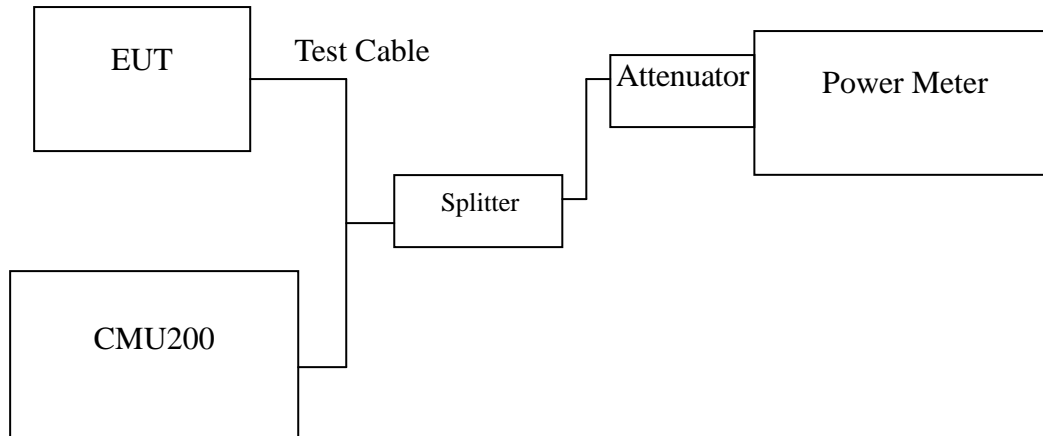 EUT
Test Cable
Attenuator
Power Meter
Splitter
CMU200